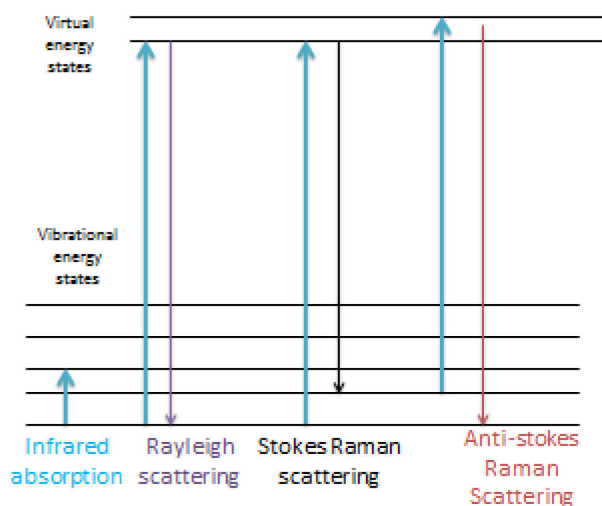 Virtual
energy
states
Vibrational
energy
states
Infrared
absorption
Rayleigh
scattering
Stokes Raman
scattering
Anti-stokes
Raman
Scattering